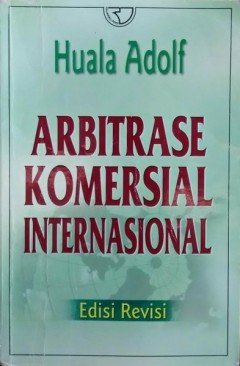 Huala Adolf
ARBITRASE
KOMERSIAL
INTERNASIONAL
Edisi Revisi